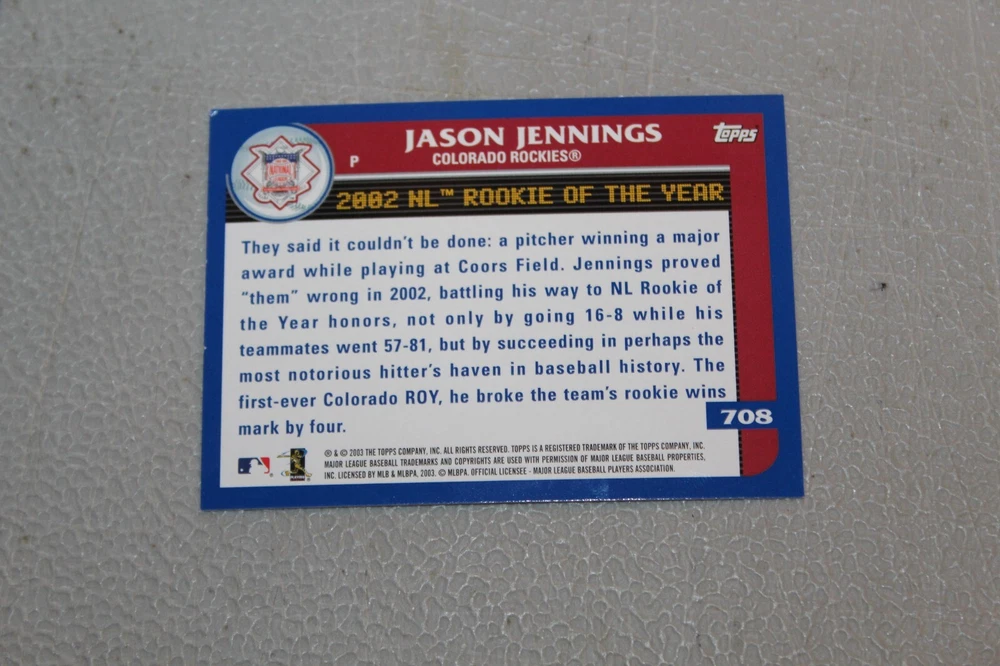 JASON JENNINGS
Topps
P
COLORADO ROCKIES®
NATIONAL
2002 NL™ ROOKIE OF THE YEAR
They said it couldn't be done: a pitcher winning a major
award while playing at Coors Field. Jennings proved
"them" wrong in 2002, battling his way to NL Rookie of
the Year honors, not only by going 16-8 while his
teammates went 57-81, but by succeeding in perhaps the
most notorious hitter's haven in baseball history. The
first-ever Colorado ROY, he broke the team's rookie wins
mark by four.
708
® & © 2003 THE TOPPS COMPANY, INC. ALL RIGHTS RESERVED. TOPPS IS A REGISTERED TRADEMARK OF THE TOPPS COMPANY, INC.
MAJOR LEAGUE BASEBALL TRADEMARKS AND COPYRIGHTS ARE USED WITH PERMISSION OF MAJOR LEAGUE BASEBALL PROPERTIES,
INC. LICENSED BY MLB & MLBPA, 2003. © MLBPA. OFFICIAL LICENSEE - MAJOR LEAGUE BASEBALL PLAYERS ASSOCIATION.